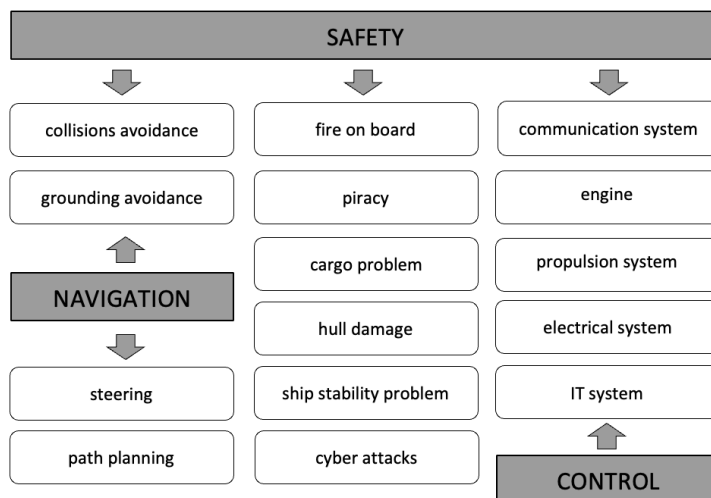 SAFETY
collisions avoidance
fire on board
communication system
grounding avoidance
piracy
engine
cargo problem
propulsion system
NAVIGATION
hull damage
electrical system
steering
ship stability problem
IT system
path planning
cyber attacks
CONTROL